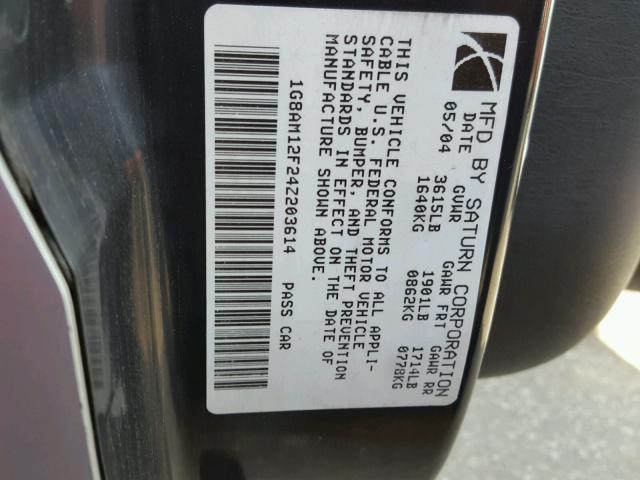 MFD BY SATURN CORPORATION
DATE GVWR GAWR FRT GAWR RR
05/04 3615LB 1901LB 1714LB
1640KG 0862KG 0778KG
THIS VEHICLE CONFORMS TO ALL APPLI-
CABLE U.S. FEDERAL MOTOR VEHICLE
SAFETY, BUMPER, AND THEFT PREVENTION
STANDARDS IN EFFECT ON THE DATE OF
MANUFACTURE SHOWN ABOVE.
1G8AM12F24Z203614 PASS CAR